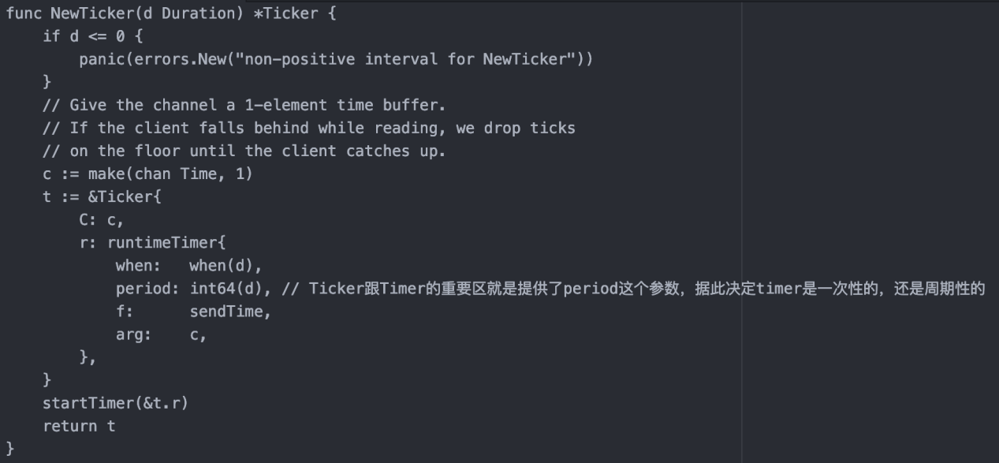 func NewTicker(d Duration) *Ticker {
    if d <= 0 {
        panic(errors.New("non-positive interval for NewTicker"))
    }
    // Give the channel a 1-element time buffer.
    // If the client falls behind while reading, we drop ticks
    // on the floor until the client catches up.
    c := make(chan Time, 1)
    t := &Ticker{
        C: c,
        r: runtimeTimer{
            when:   when(d),
            period: int64(d), // Ticker跟Timer的重要区就是提供了period这个参数，据此决定timer是一次性的，还是周期性的
            f:      sendTime,
            arg:    c,
        },
    }
    startTimer(&t.r)
    return t
}